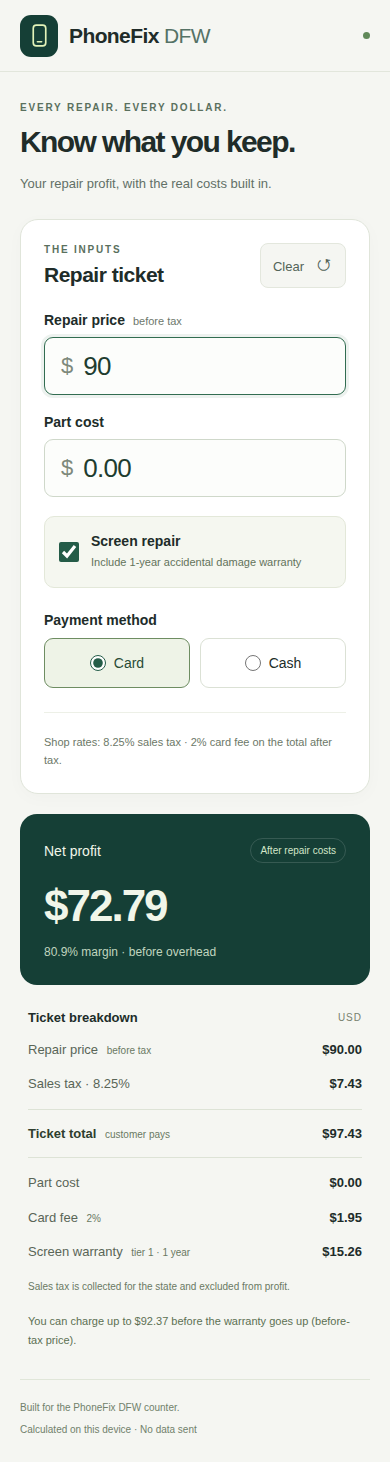 PhoneFix DFW
EVERY REPAIR. EVERY DOLLAR.
Know what you keep.
Your repair profit, with the real costs built in.
THE INPUTS
Repair ticket
Clear
Repair price before tax
$ 90
Part cost
$ 0.00
Screen repair
Include 1-year accidental damage warranty
Payment method
Card
Cash
Shop rates: 8.25% sales tax · 2% card fee on the total after
tax.
Net profit
After repair costs
$72.79
80.9% margin · before overhead
Ticket breakdown USD
Repair price before tax $90.00
Sales tax · 8.25% $7.43
Ticket total customer pays $97.43
Part cost $0.00
Card fee 2% $1.95
Screen warranty tier 1 · 1 year $15.26
Sales tax is collected for the state and excluded from profit.
You can charge up to $92.37 before the warranty goes up (before-
tax price).
Built for the PhoneFix DFW counter.
Calculated on this device · No data sent